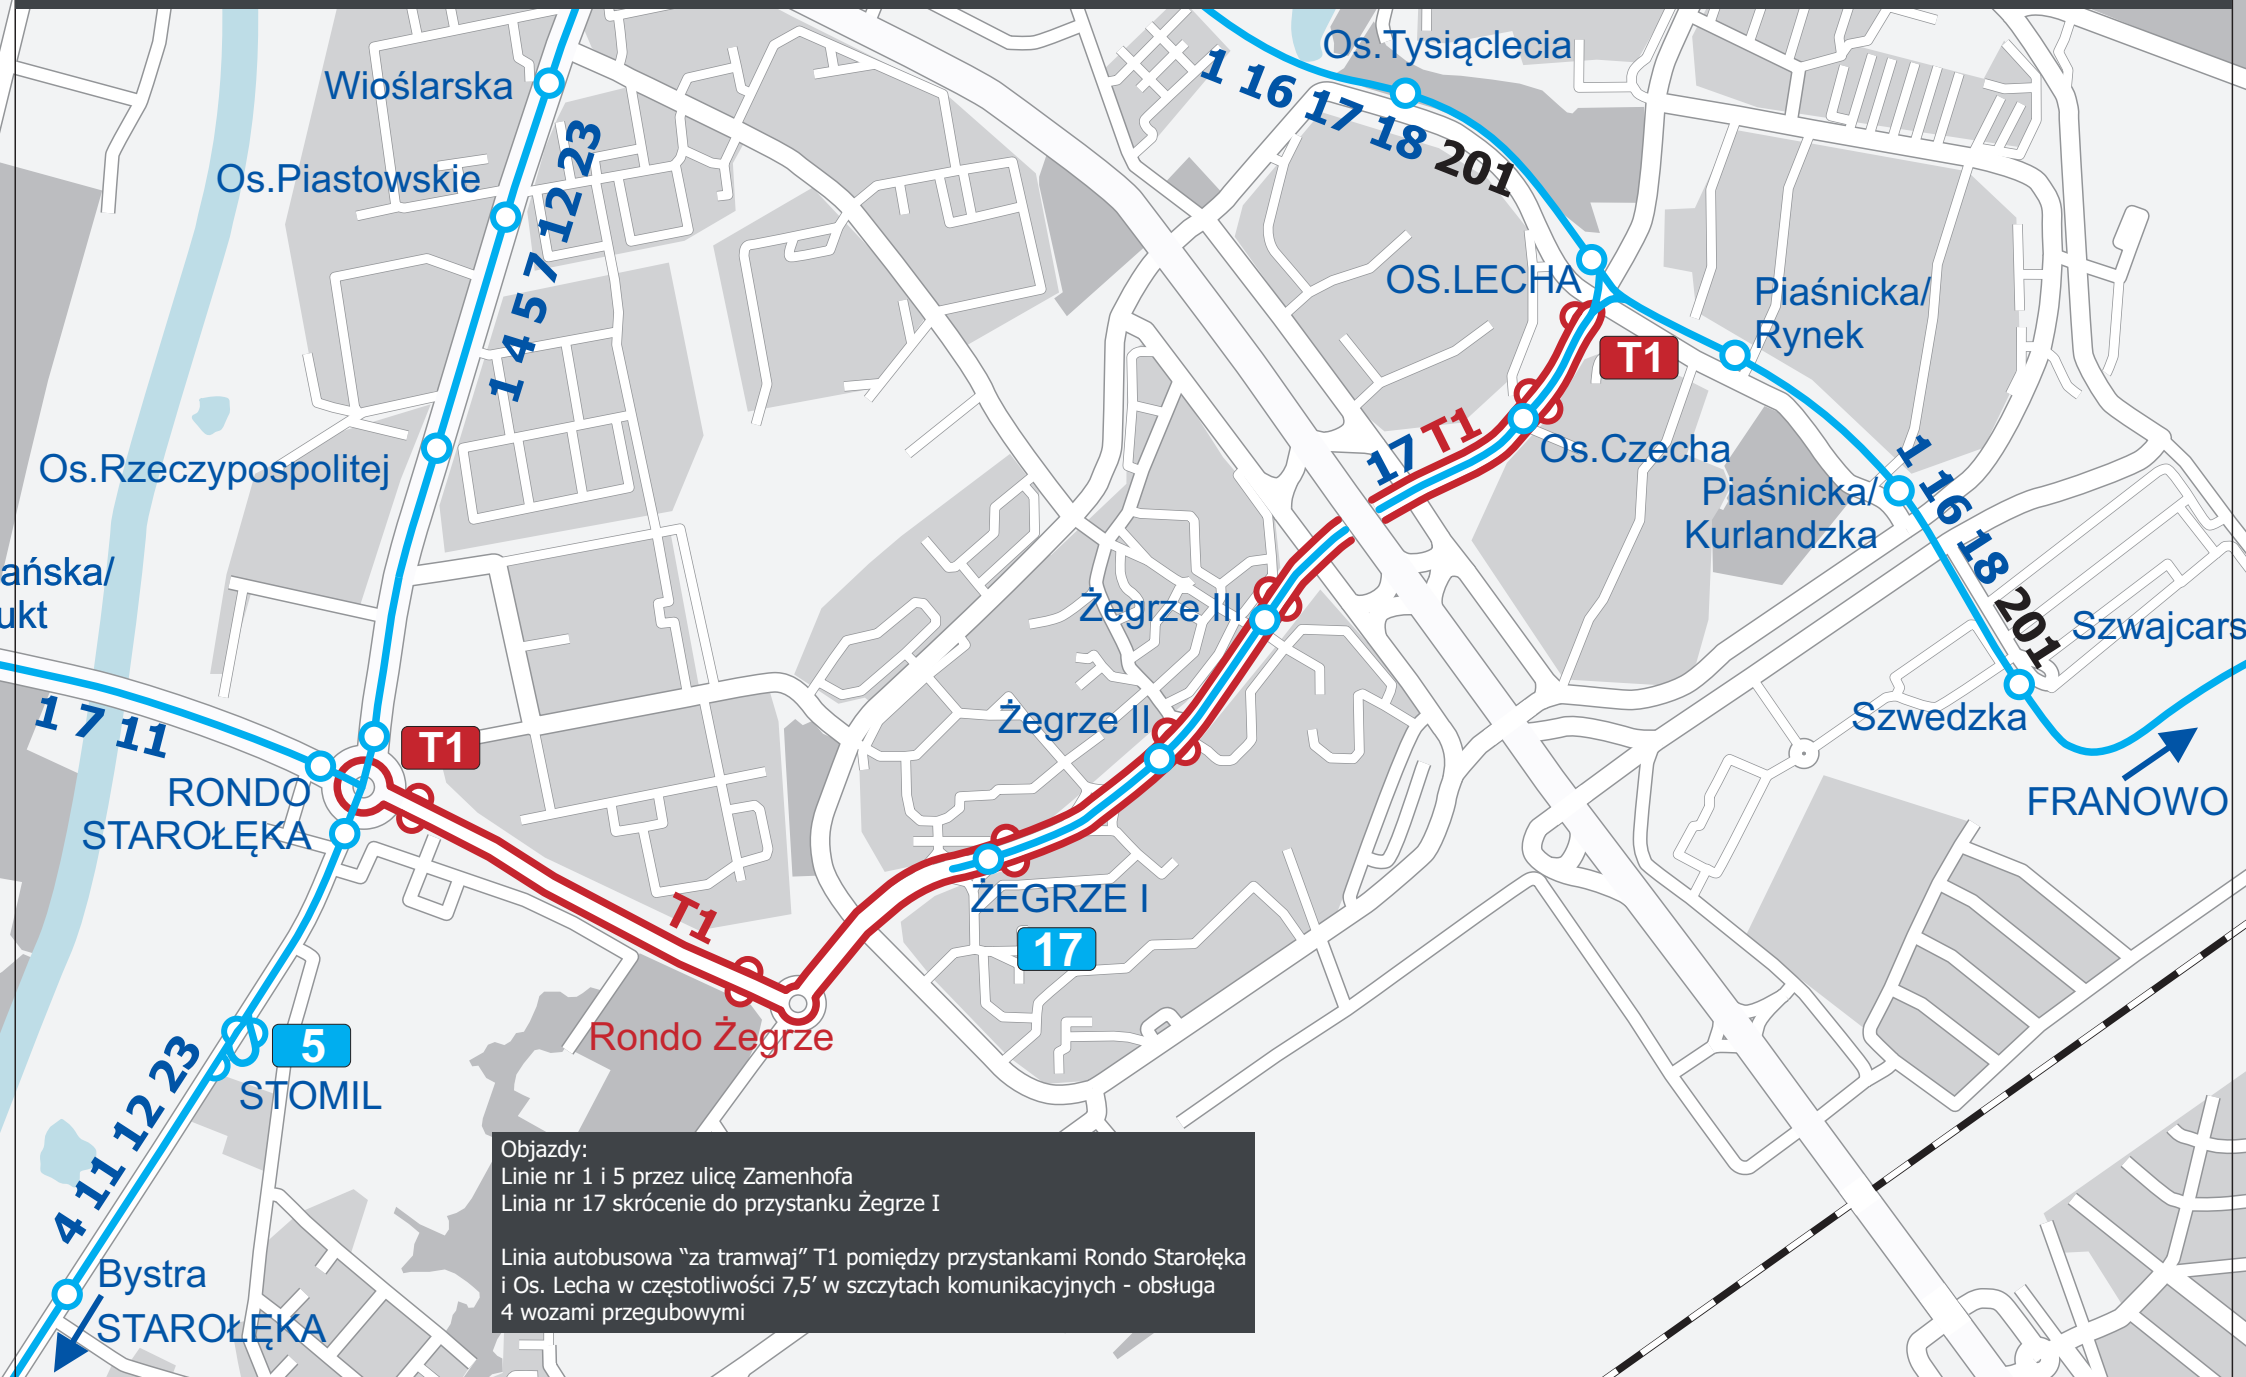 Os.Tysiąclecia
Wioślarska
1 16 17 18 201
Os.Piastowskie
1 4 5 7 12 23
OS.LECHA
Piaśnicka/
Rynek
T1
17 T1
Os.Czecha
Os.Rzeczypospolitej
Piaśnicka/
Kurlandzka
1 16 18 201
ańska/
ukt
Żegrze III
Szwajcars
1 7 11
Żegrze II
Szwedzka
T1
RONDO
STAROŁĘKA
FRANOWO
ŻEGRZE I
17
T1
Rondo Żegrze
5
STOMIL
4 11 12 23
Bystra
STAROŁĘKA
Objazdy:
Linie nr 1 i 5 przez ulicę Zamenhofa
Linia nr 17 skrócenie do przystanku Żegrze I
Linia autobusowa “za tramwaj” T1 pomiędzy przystankami Rondo Starołęka
i Os. Lecha w częstotliwości 7,5’ w szczytach komunikacyjnych - obsługa
4 wozami przegubowymi